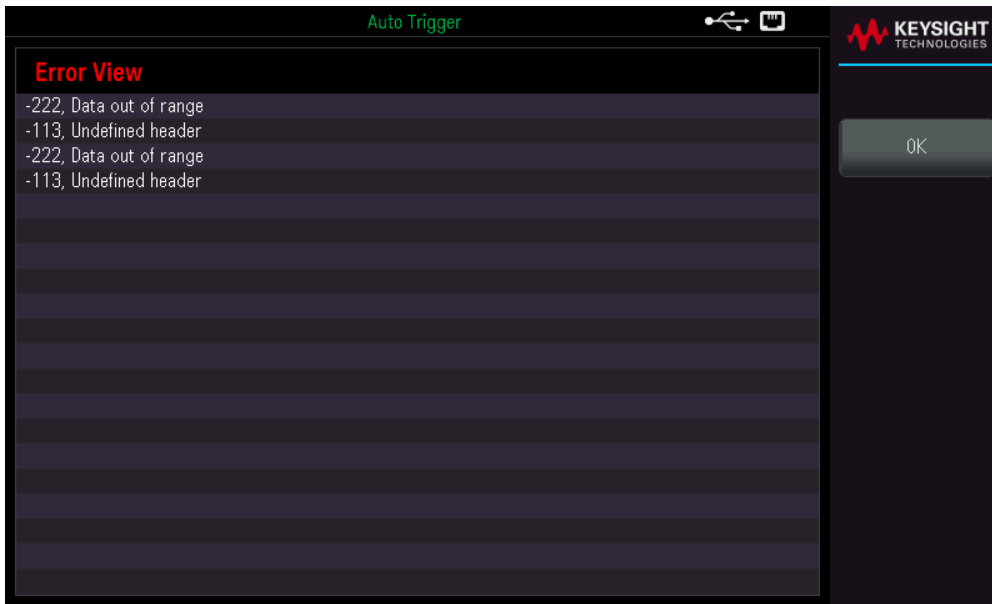 Auto Trigger
KEYSIGHT
TECHNOLOGIES
Error View
-222, Data out of range
-113, Undefined header
-222, Data out of range
-113, Undefined header
OK